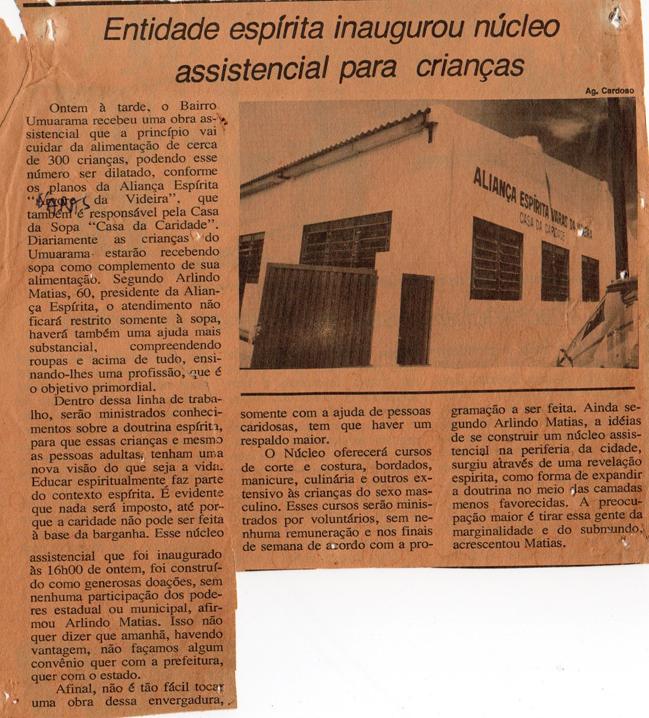 Entidade espírita inaugurou núcleo
assistencial para crianças
Ag. Cardoso
Ontem à tarde, o Bairro
Umuarama recebeu uma obra as-
sistencial que a princípio vai
cuidar da alimentação de cerca
de 300 crianças, podendo esse
número ser dilatado, conforme
os planos da Aliança Espírita
da Videira", que
também é responsável pela Casa
da Sopa "Casa da Caridade".
Diariamente as crianças do
Umuarama estarão recebendo
sopa como complemento de sua
alimentação. Segundo Arlindo
Matias, 60, presidente da Alian-
ça Espírita, o atendimento não
ficará restrito somente à sopa,
haverá também uma ajuda mais
substancial, compreendendo
roupas e acima de tudo, ensi-
nando-lhes uma profissão, que é
o objetivo primordial.
Dentro dessa linha de traba-
lho, serão ministrados conheci-
mentos sobre a doutrina espírita,
para que essas crianças e mesmo
as pessoas adultas, tenham uma
nova visão do que seja a vida.
Educar espiritualmente faz parte
do contexto espírita. É evidente
que nada será imposto, até por-
que a caridade não pode ser feita
à base da barganha. Esse núcleo
assistencial que foi inaugurado
às 16h00 de ontem, foi construí-
do como generosas doações, sem
nenhuma participação dos pode-
res estadual ou municipal, afir-
mou Arlindo Matias. Isso não
quer dizer que amanhã, havendo
vantagem, não façamos algum
convênio quer com a prefeitura,
quer com o estado.
Afinal, não é tão fácil tocar
uma obra dessa envergadura,
ALIANÇA ESPÍRITA VARAS DA VIDEIRA
CASA DA CARIDADE
somente com a ajuda de pessoas
caridosas, tem que haver um
respaldo maior.
O Núcleo oferecerá cursos
de corte e costura, bordados,
manicure, culinária e outros ex-
tensivo às crianças do sexo mas-
culino. Esses cursos serão minis-
trados por voluntários, sem ne-
nhuma remuneração e nos finais
de semana de acordo com a pro-
gramação a ser feita. Ainda se-
gundo Arlindo Matias, a idéias
de se construir um núcleo assis-
tencial na periferia da cidade,
surgiu através de uma revelação
espirita, como forma de expandir
a doutrina no meio das camadas
menos favorecidas. A preocu-
pação maior é tirar essa gente da
marginalidade e do submundo,
acrescentou Matias.